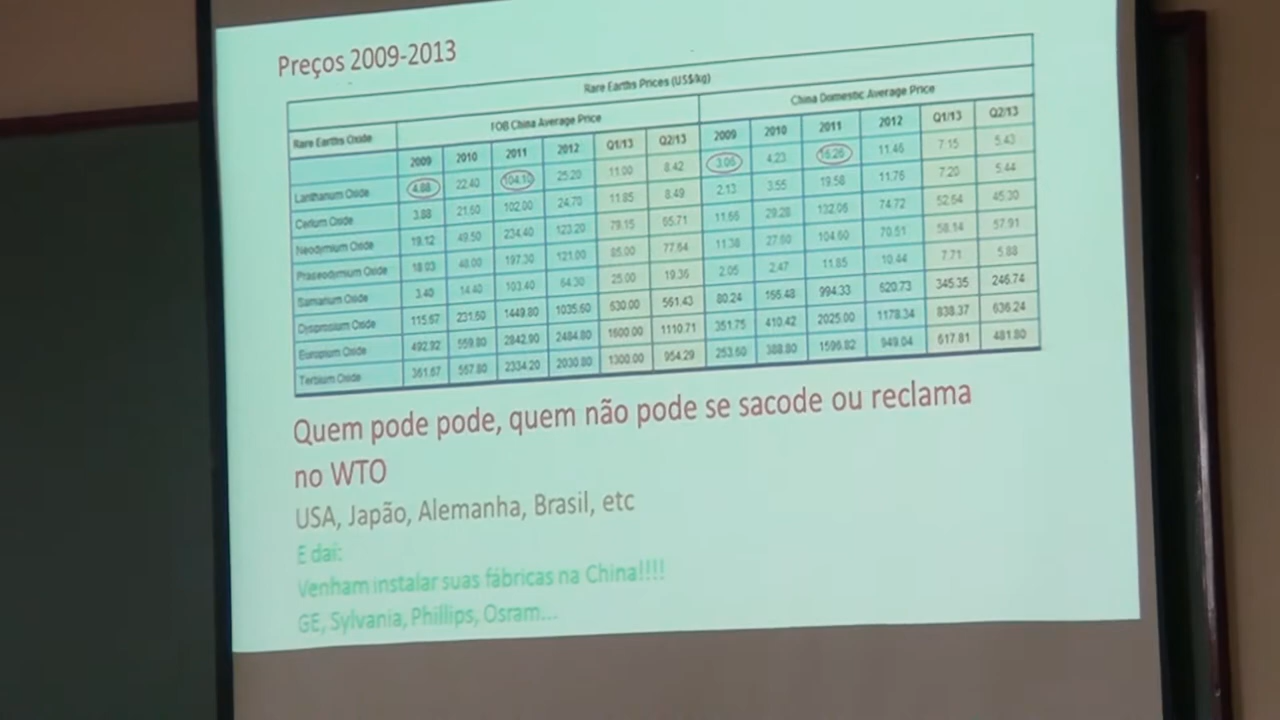 Preços 2009-2013
Rare Earths Prices (US$/kg)
Rare Earths Oxide FOB China Average Price China Domestic Average Price
2009 2010 2011 2012 Q1/13 Q2/13 2009 2010 2011 2012 Q1/13 Q2/13
Lanthanum Oxide 4.88 22.40 104.10 25.20 11.00 8.42 3.06 4.23 15.26 11.46 7.15 5.43
Cerium Oxide 3.88 21.60 102.00 24.70 11.85 8.49 2.13 3.55 19.58 11.76 7.20 5.44
Neodymium Oxide 19.12 49.50 234.40 123.20 79.15 65.71 11.66 29.28 132.06 74.72 52.64 45.30
Praseodymium Oxide 18.03 48.00 197.30 121.00 85.00 77.64 11.38 27.60 104.60 70.51 58.14 57.91
Samarium Oxide 3.40 14.40 103.40 64.30 25.00 19.36 2.05 2.47 11.85 10.44 7.71 5.88
Dysprosium Oxide 115.67 231.60 1449.80 1035.60 630.00 561.43 80.24 166.48 994.33 620.73 345.35 246.74
Europium Oxide 492.92 559.80 2842.90 2484.80 1600.00 1110.71 351.75 410.42 2025.00 1178.34 838.37 636.24
Terbium Oxide 361.67 557.80 2334.20 2030.80 1300.00 954.29 253.60 388.80 1596.82 949.04 617.81 481.80
Quem pode pode, quem não pode se sacode ou reclama
no WTO
USA, Japão, Alemanha, Brasil, etc
E daí:
Venham instalar suas fábricas na China!!!!
GE, Sylvania, Phillips, Osram...